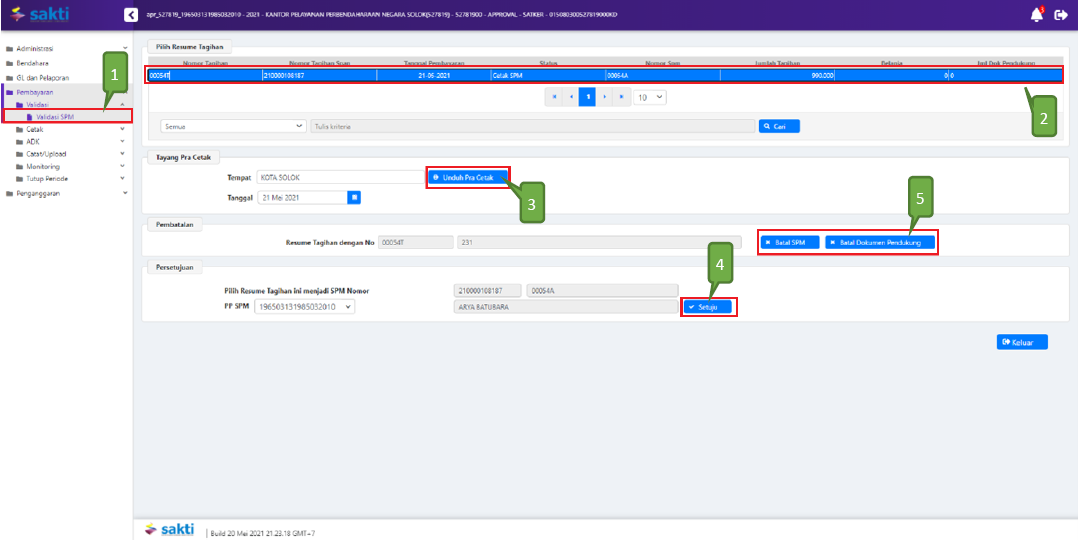 sakti
apr_527819_196503131985032010 - 2021 - KANTOR PELAYANAN PERBENDAHARAAN NEGARA SOLOK(527819) - 52781900 - APPROVAL - SATKER - 015080300527819000KD
3
Administrasi
Bendahara
GL dan Pelaporan
Pembayaran
Validasi
Validasi SPM
Cetak
ADK
Catat/Upload
Monitoring
Tutup Periode
Penganggaran
1
Pilih Resume Tagihan
Nomor Tagihan Nomor Tagihan Span Tanggal Pembayaran Status Nomor Spm Jumlah Tagihan Belanja Jml Dok Pendukung
00054T 210000108187 21-05-2021 Cetak SPM 00054A 990.000 0 0
1 10
2
Semua Tulis kriteria Cari
Tayang Pra Cetak
Tempat KOTA SOLOK Unduh Pra Cetak
Tanggal 21 Mei 2021
3
5
Pembatalan
Resume Tagihan dengan No 00054T 231 Batal SPM Batal Dokumen Pendukung
4
Persetujuan
Pilih Resume Tagihan ini menjadi SPM Nomor 210000108187 00054A
PP SPM 196503131985032010 ARYA BATUBARA Setuju
Keluar
sakti | Build 20 Mei 2021 21.23.18 GMT+7